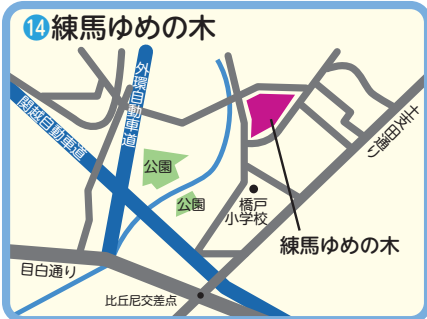 ⑭練馬ゆめの木
外環自動車道
関越自動車道
土支田通り
公園
公園
橋戸
小学校
練馬ゆめの木
目白通り
比丘尼交差点